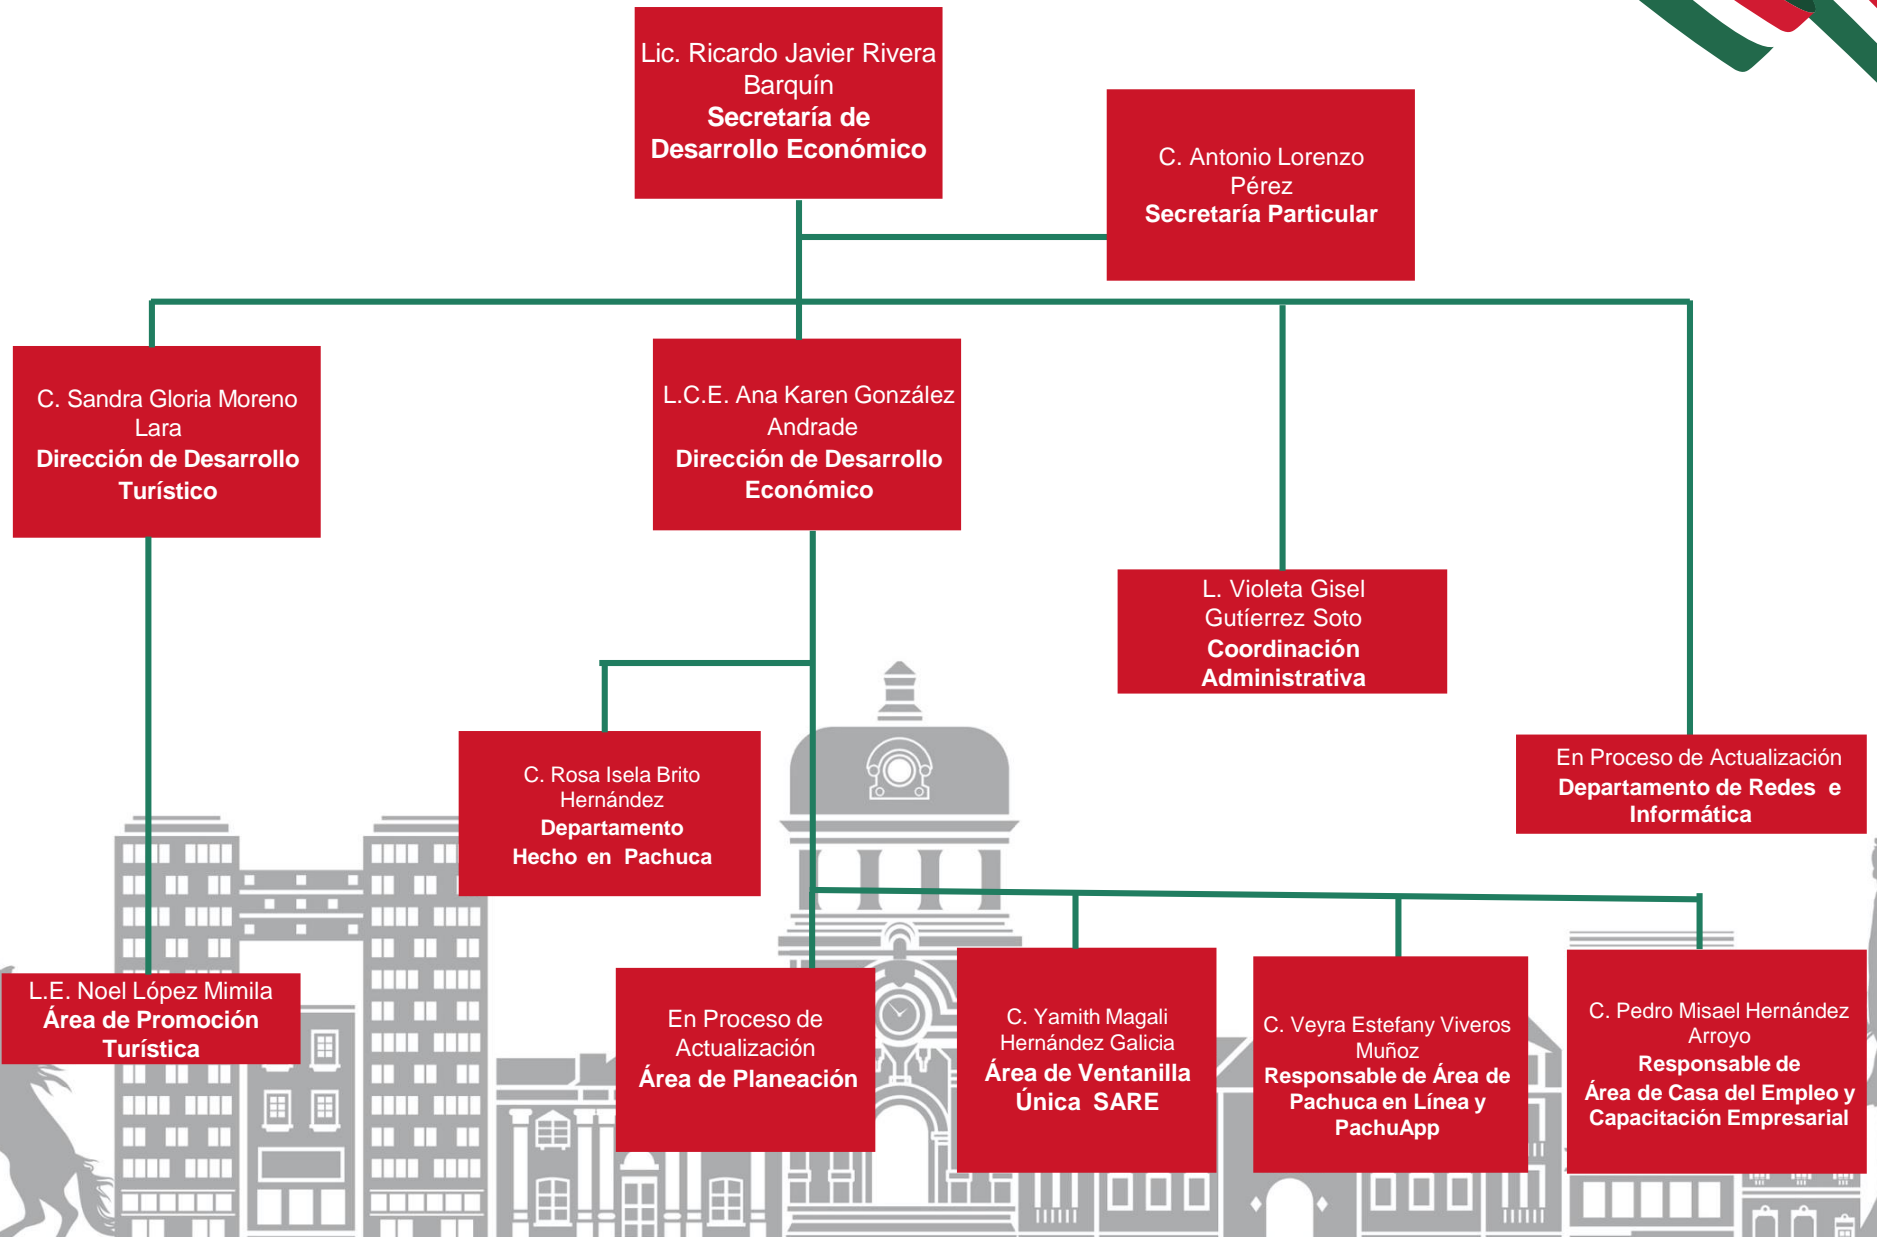 Lic. Ricardo Javier Rivera
Barquín
Secretaría de
Desarrollo Económico
C. Antonio Lorenzo
Pérez
Secretaría Particular
C. Sandra Gloria Moreno
Lara
Dirección de Desarrollo
Turístico
L.C.E. Ana Karen González
Andrade
Dirección de Desarrollo
Económico
L. Violeta Gisel
Gutíerrez Soto
Coordinación
Administrativa
En Proceso de Actualización
Departamento de Redes e
Informática
C. Rosa Isela Brito
Hernández
Departamento
Hecho en Pachuca
L.E. Noel López Mimila
Área de Promoción
Turística
En Proceso de
Actualización
Área de Planeación
C. Yamith Magali
Hernández Galicia
Área de Ventanilla
Única SARE
C. Veyra Estefany Viveros
Muñoz
Responsable de Área de
Pachuca en Línea y
PachuApp
C. Pedro Misael Hernández
Arroyo
Responsable de
Área de Casa del Empleo y
Capacitación Empresarial